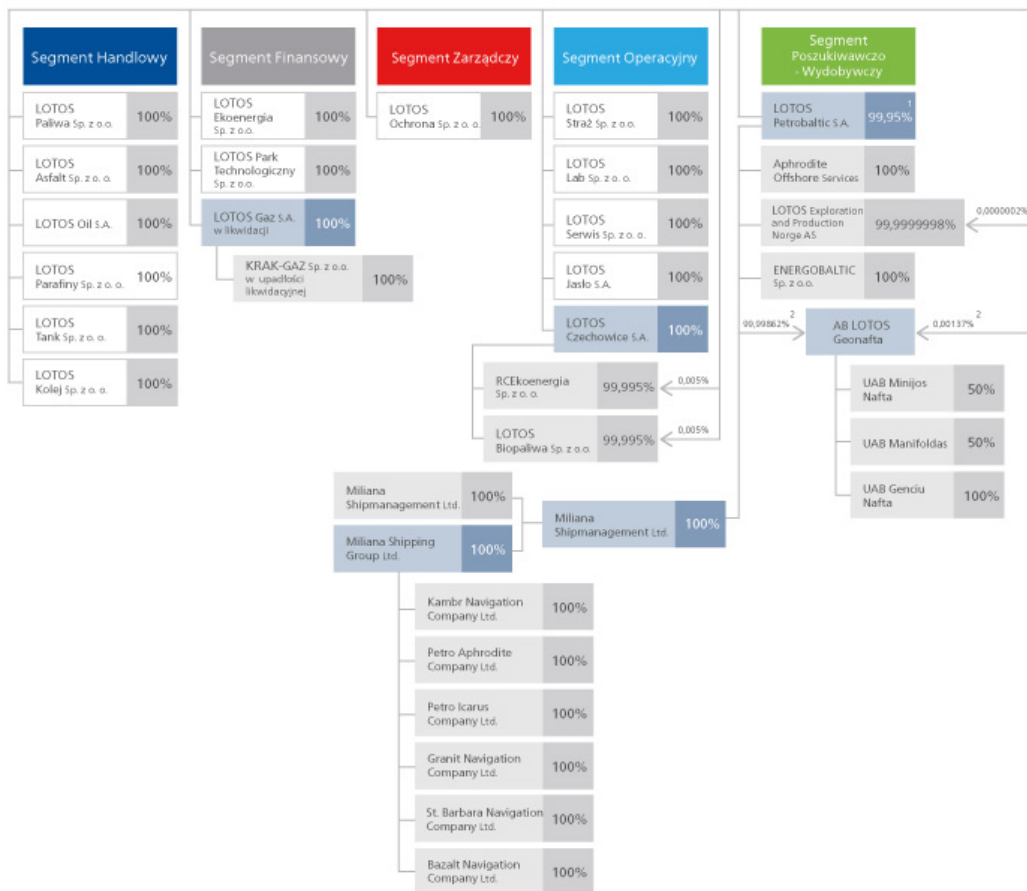 Segment Handlowy
LOTOS
Paliwa Sp. z o.o.
100%
LOTOS
Asfalt Sp. z o. o.
100%
LOTOS Oil S.A.
100%
LOTOS
Parafiny Sp. z o. o.
100%
LOTOS
Tank Sp. z o. o.
100%
LOTOS
Kolej Sp. z o. o.
100%
Segment Finansowy
LOTOS
Ekoenergia
Sp. z o.o.
100%
LOTOS Park
Technologiczny
Sp. z o.o.
100%
LOTOS Gaz S.A.
w likwidacji
100%
KRAK-GAZ Sp. z o.o.
w upadłości
likwidacyjnej
100%
Segment Zarządczy
LOTOS
Ochrona Sp. z o.o.
100%
Segment Operacyjny
LOTOS
Straż Sp. z o.o.
100%
LOTOS
Lab Sp. z o.o.
100%
LOTOS
Serwis Sp. z o.o.
100%
LOTOS
Jasło S.A.
100%
LOTOS
Czechowice S.A.
100%
RCEkoenergia
Sp. z o. o.
99,995%
0,005%
LOTOS
Biopaliwa Sp. z o.o.
99,995%
0,005%
Segment
Poszukiwawczo
- Wydobywczy
LOTOS
Petrobaltic S.A.
99,95% 1
Aphrodite
Offshore Services
100%
LOTOS Exploration
and Production
Norge AS
99,9999998%
0,0000002%
ENERGOBALTIC
Sp. z o.o.
100%
99,99862% 2
AB LOTOS
Geonafta
0,00137% 2
UAB Minijos
Nafta
50%
UAB Manifoldas
50%
UAB Genciu
Nafta
100%
Miliana
Shipmanagement Ltd.
100%
Miliana Shipping
Group Ltd.
100%
Miliana
Shipmanagement Ltd.
100%
Kambr Navigation
Company Ltd.
100%
Petro Aphrodite
Company Ltd.
100%
Petro Icarus
Company Ltd.
100%
Granit Navigation
Company Ltd.
100%
St. Barbara Navigation
Company Ltd.
100%
Bazalt Navigation
Company Ltd.
100%